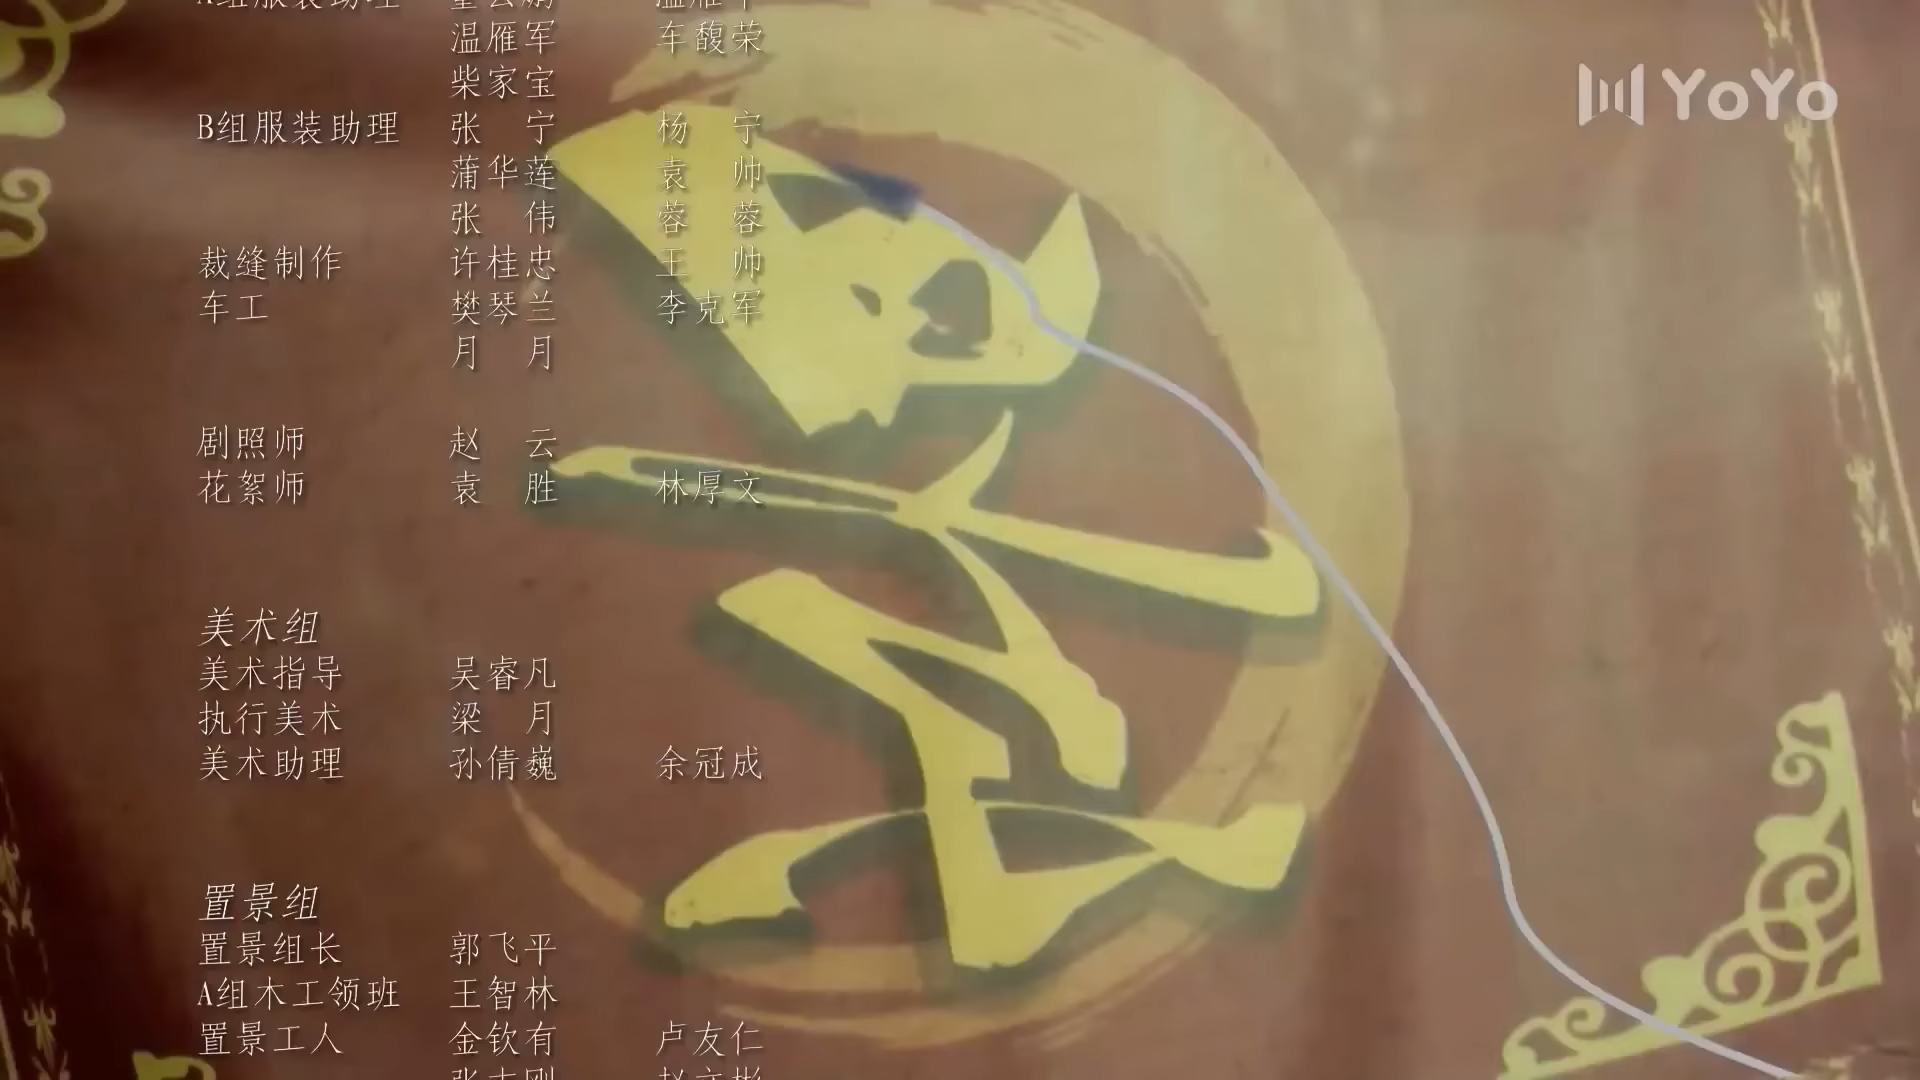 温雁军 车馥荣
柴家宝
B组服装助理 张 宁 杨 宁
蒲华莲 袁 帅
张 伟 蓉 蓉
裁缝制作 许桂忠 王 帅
车工 樊琴兰 李克军
月 月
剧照师 赵 云
花絮师 袁 胜 林厚文
美术组
美术指导 吴睿凡
执行美术 梁 月
美术助理 孙倩巍 余冠成
置景组
置景组长 郭飞平
A组木工领班 王智林
置景工人 金钦有 卢友仁
YoYo